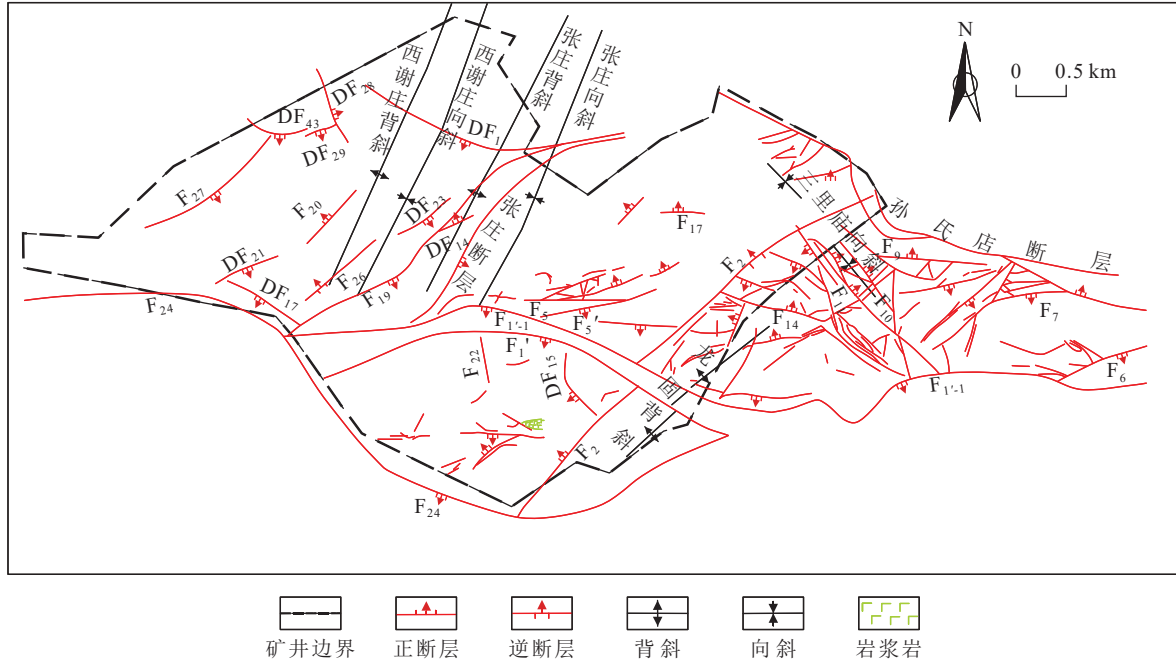 N
0 0.5 km
西谢庄背斜
西谢庄向斜
张庄背斜
张庄向斜
DF28
DF43
DF29
DF1
F27
F20
DF23
DF14
张庄断层
F17
三里庙向斜
孙氏店断层
DF21
DF17
F26
F19
F24
F2
F9
F1
F10
F7
F5
F5'
F1'-1
F1'
F14
F22
DF15
龙固背斜
F2
F1'-1
F6
F24
矿井边界
正断层
逆断层
背斜
向斜
岩浆岩